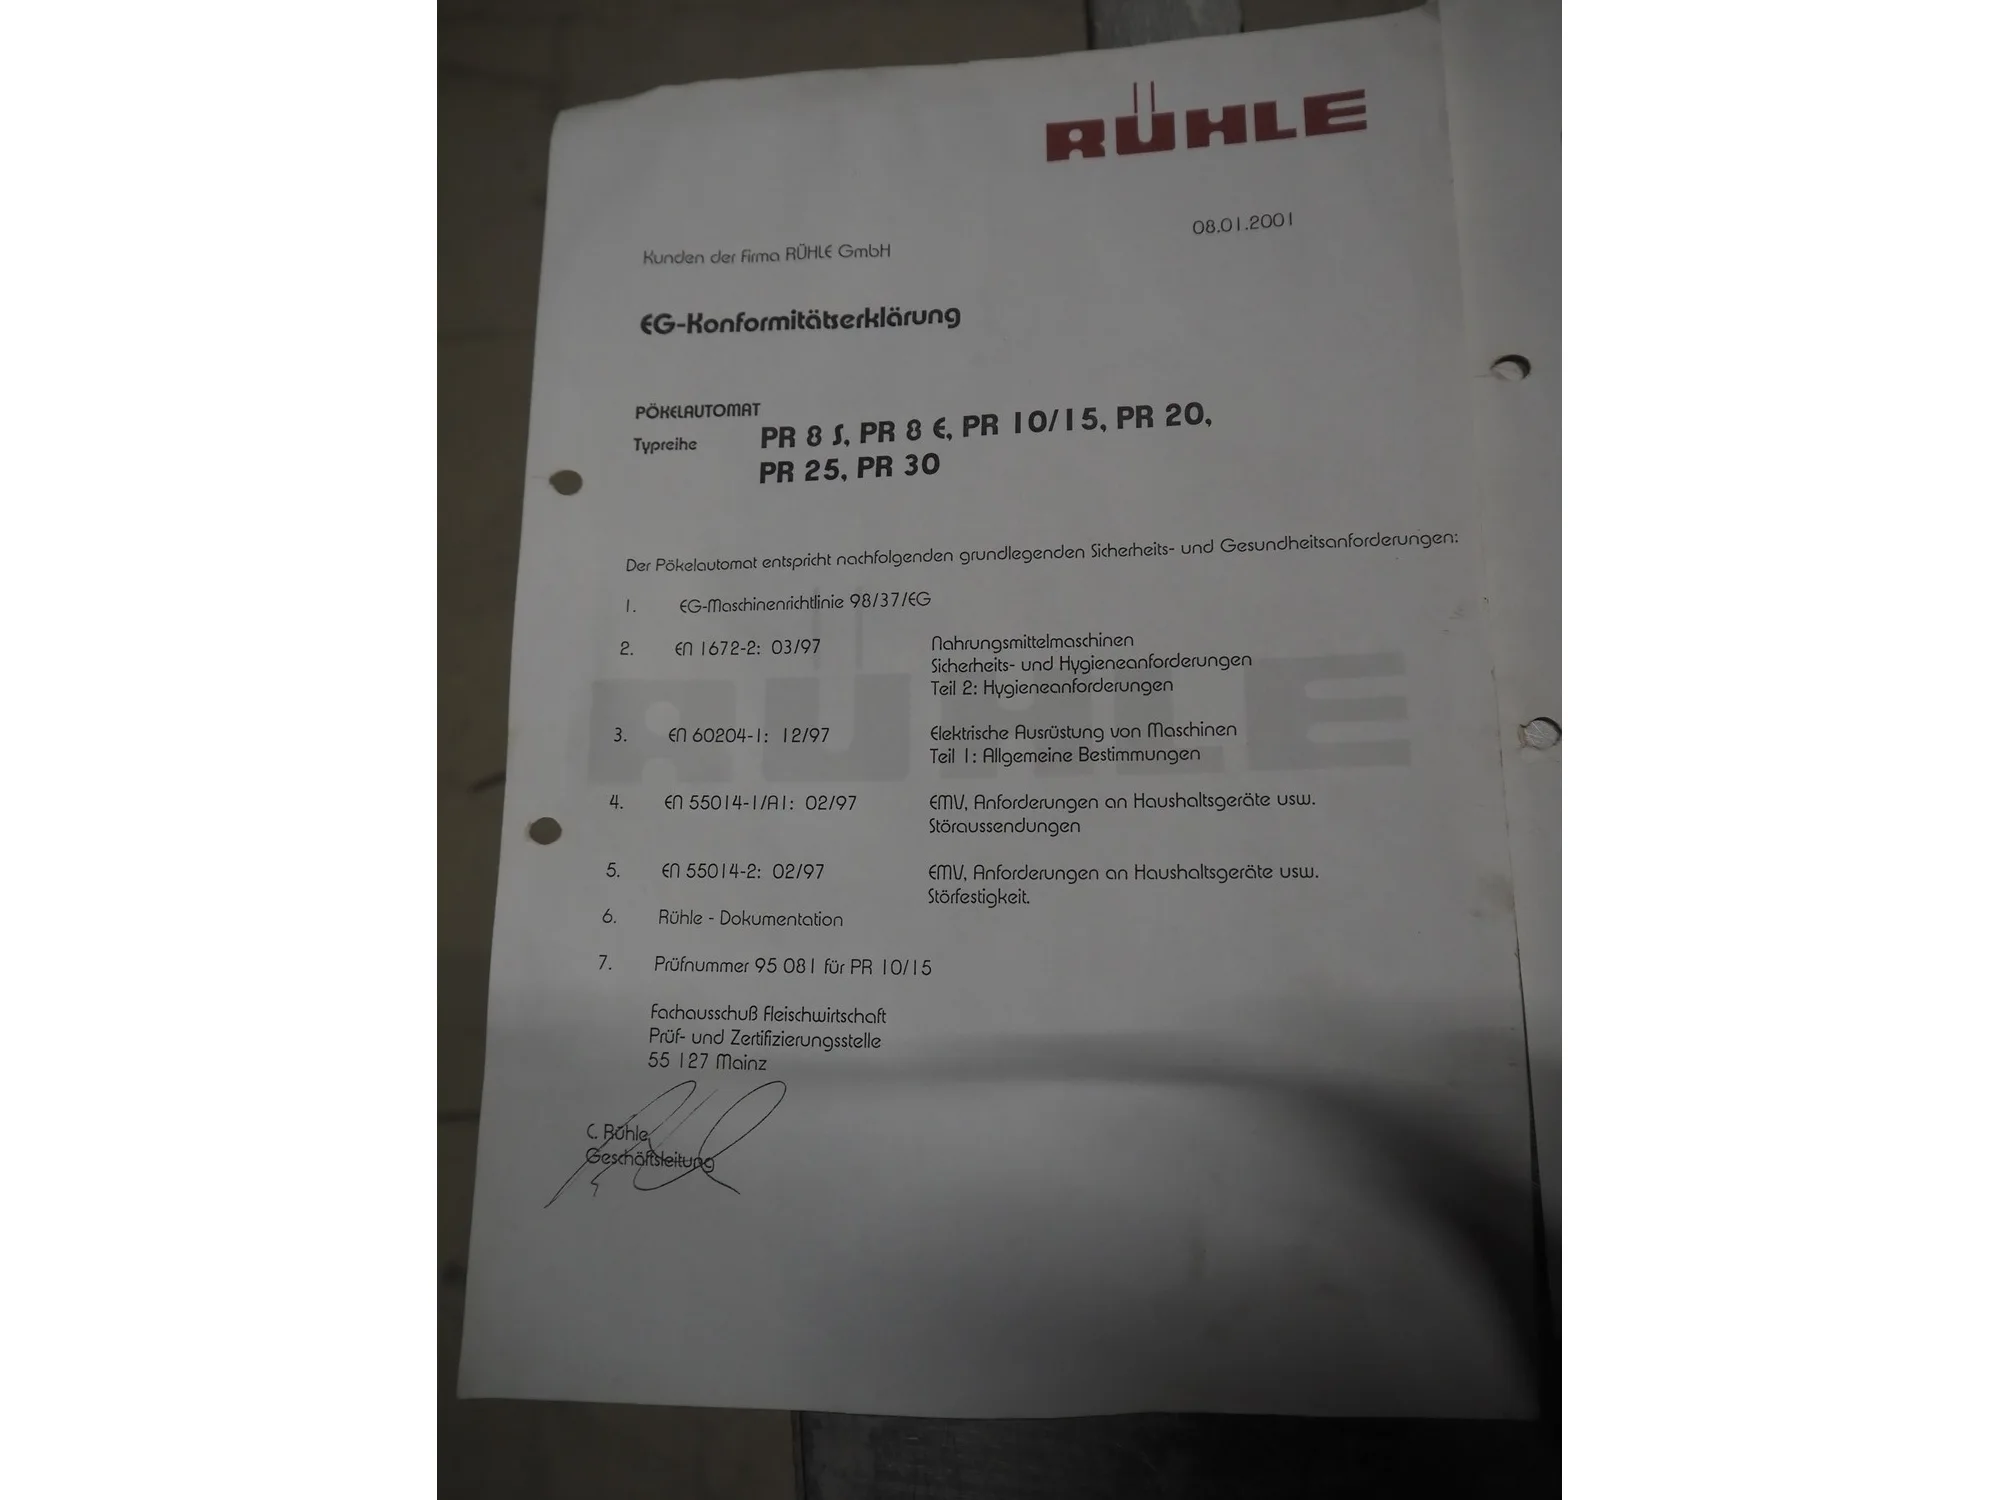 RÜHLE
08.01.2001
Kunden der Firma RÜHLE GmbH
EG-Konformitätserklärung
PÖKELAUTOMAT
Typreihe PR 8 S, PR 8 E, PR 10/15, PR 20,
PR 25, PR 30
Der Pökelautomat entspricht nachfolgenden grundlegenden Sicherheits- und Gesundheitsanforderungen:
1. EG-Maschinenrichtlinie 98/37/EG
2. EN 1672-2: 03/97 Nahrungsmittelmaschinen
Sicherheits- und Hygieneanforderungen
Teil 2: Hygieneanforderungen
RÜHLE
3. EN 60204-1: 12/97 Elektrische Ausrüstung von Maschinen
Teil 1: Allgemeine Bestimmungen
4. EN 55014-1/A1: 02/97 EMV, Anforderungen an Haushaltsgeräte usw.
Störaussendungen
5. EN 55014-2: 02/97 EMV, Anforderungen an Haushaltsgeräte usw.
Störfestigkeit.
6. Rühle - Dokumentation
7. Prüfnummer 95 081 für PR 10/15
Fachausschuß Fleischwirtschaft
Prüf- und Zertifizierungsstelle
55 127 Mainz
C. Rühle
Geschäftsleitung